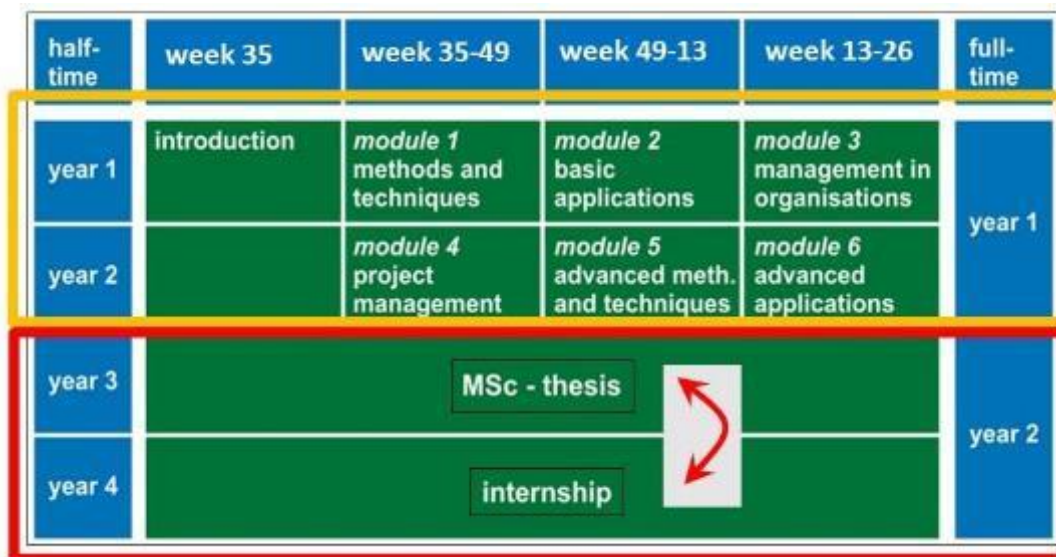 half-
time
week 35
week 35-49
week 49-13
week 13-26
full-
time
year 1
introduction
module 1
methods and
techniques
module 2
basic
applications
module 3
management in
organisations
year 1
year 2
module 4
project
management
module 5
advanced meth.
and techniques
module 6
advanced
applications
year 3
MSc - thesis
year 2
year 4
internship